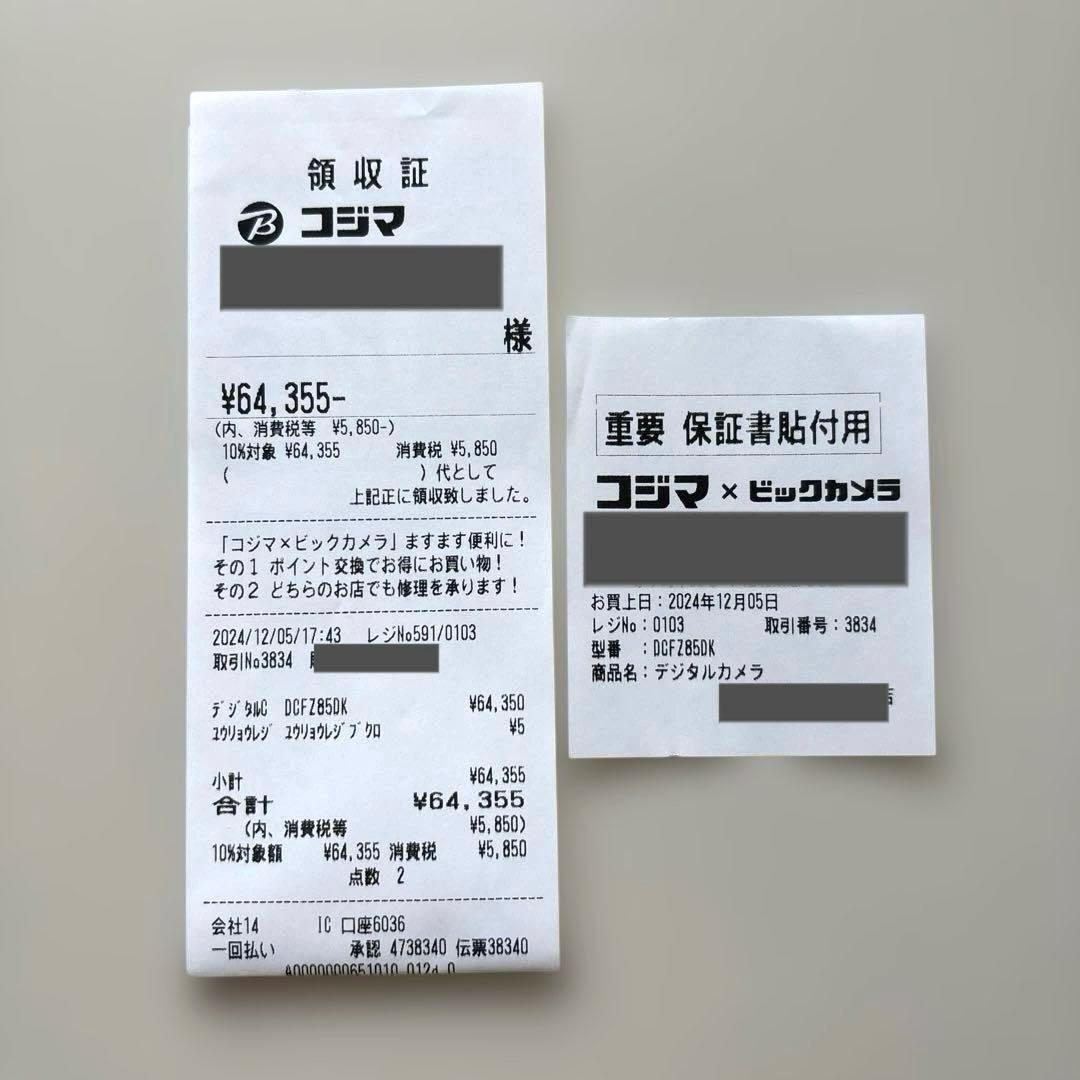 領収証
B コジマ
様
¥64,355-
(内、消費税等 ¥5,850-)
10%対象 ¥64,355 消費税 ¥5,850
( )代として
上記正に領収致しました。
「コジマ×ビックカメラ」ますます便利に!
その1 ポイント交換でお得にお買い物!
その2 どちらのお店でも修理を承ります!
2024/12/05/17:43 レジNo591/0103
取引No3834
デジタルC DCFZ85DK ¥64,350
ユウリョウレジ ユウリョウレジブクロ ¥5
小計 ¥64,355
合計 ¥64,355
(内、消費税等 ¥5,850)
10%対象額 ¥64,355 消費税 ¥5,850
点数 2
会社14 IC 口座6036
一回払い 承認 4738340 伝票38340
重要 保証書貼付用
コジマ×ビックカメラ
お買上日:2024年12月05日
レジNo:0103 取引番号:3834
型番 :DCFZ85DK
商品名:デジタルカメラ